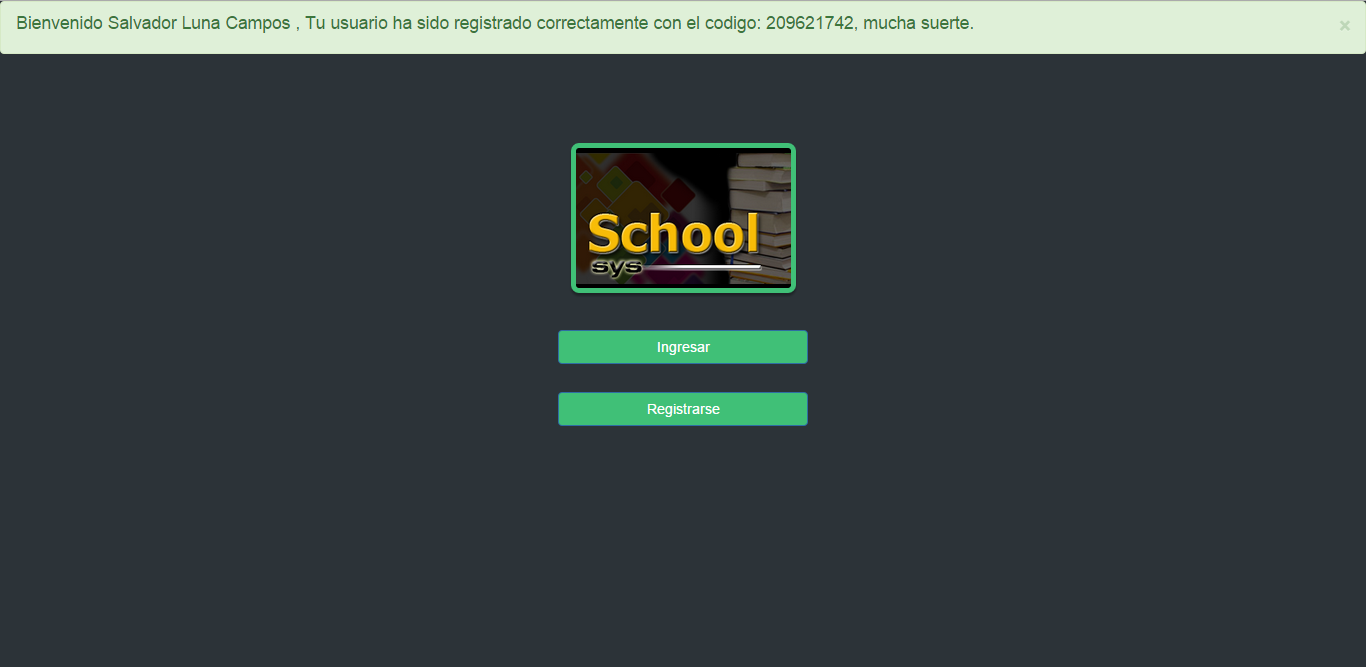 Bienvenido Salvador Luna Campos , Tu usuario ha sido registrado correctamente con el codigo: 209621742, mucha suerte.
×
School
sys
Ingresar
Registrarse